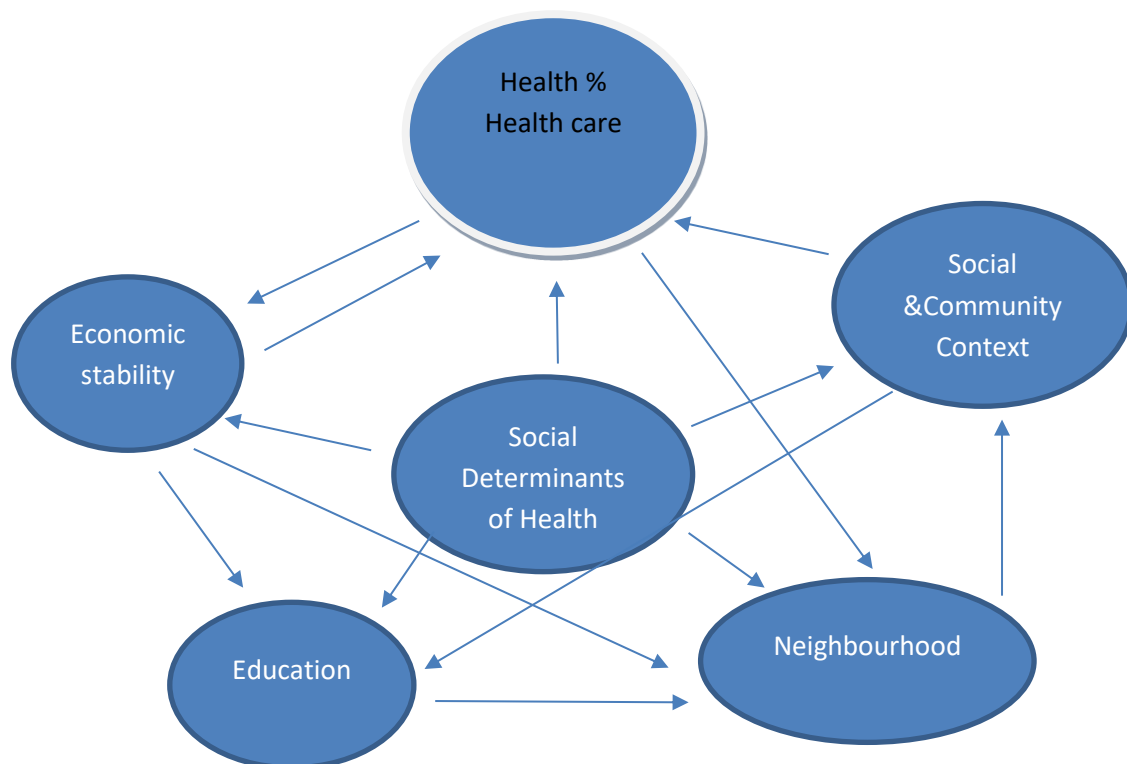 Health %
Health care
Social
&Community
Context
Economic
stability
Social
Determinants
of Health
Neighbourhood
Education